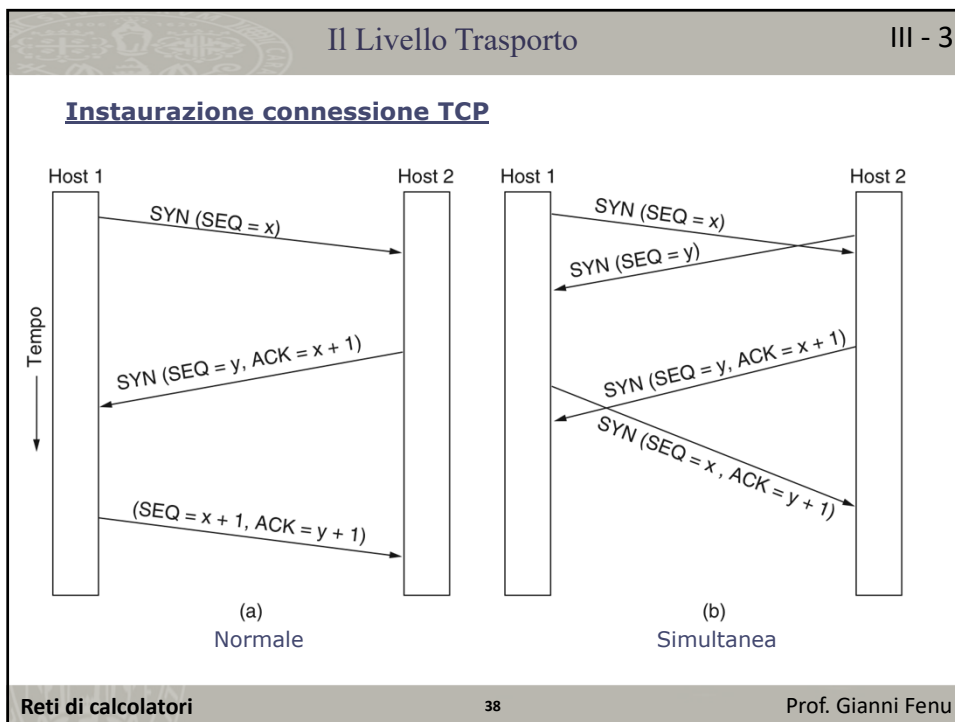 Il Livello Trasporto
III - 3
Instaurazione connessione TCP
Host 1
Host 2
SYN (SEQ = x)
SYN (SEQ = y, ACK = x + 1)
(SEQ = x + 1, ACK = y + 1)
Tempo
(a)
Normale
Host 1
Host 2
SYN (SEQ = x)
SYN (SEQ = y)
SYN (SEQ = y, ACK = x + 1)
SYN (SEQ = x , ACK = y + 1)
(b)
Simultanea
Reti di calcolatori
38
Prof. Gianni Fenu